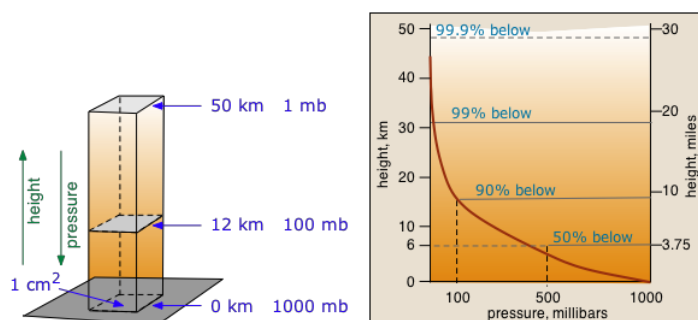 50 km 1 mb
height
pressure
12 km 100 mb
1 cm2
0 km 1000 mb
height, km
50
40
30
20
10
6
0
99.9% below
99% below
90% below
50% below
30
20
10
3.75
height, miles
100 500 1000
pressure, millibars